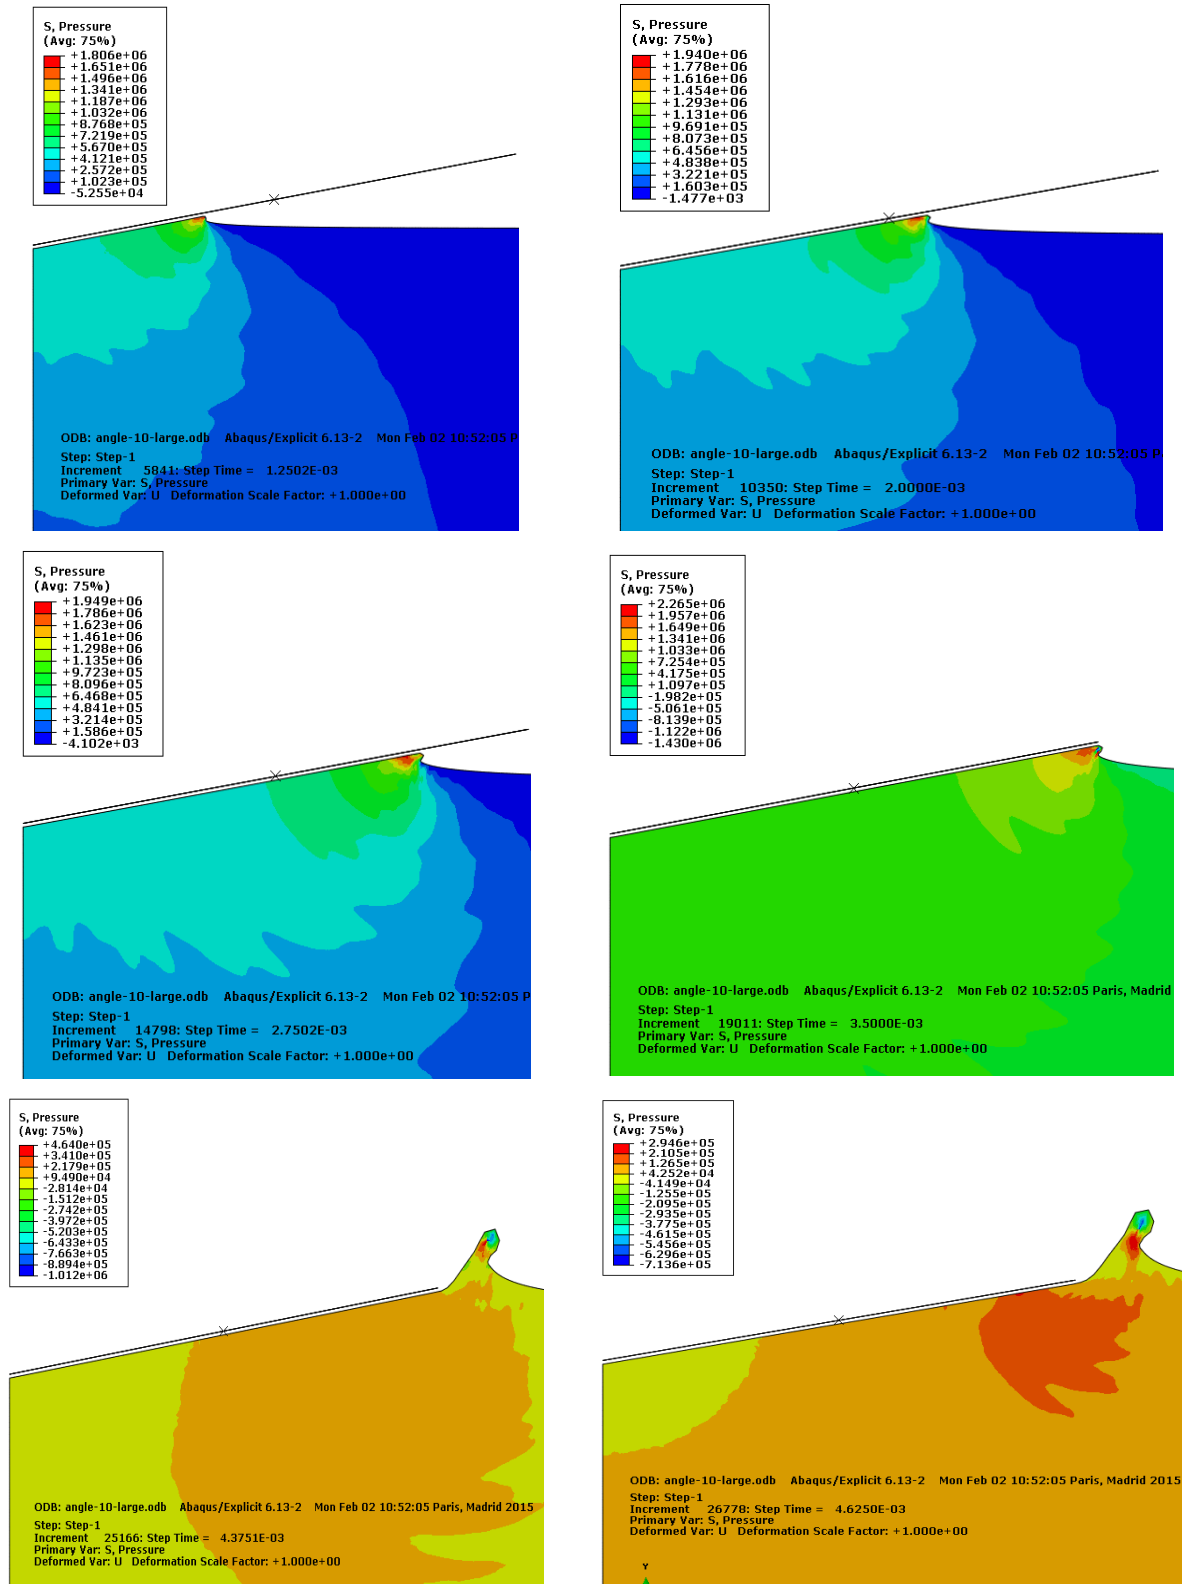 S, Pressure
(Avg: 75%)
+1.806e+06
+1.651e+06
+1.496e+06
+1.341e+06
+1.187e+06
+1.032e+06
+8.768e+05
+7.219e+05
+5.670e+05
+4.121e+05
+2.572e+05
+1.023e+05
-5.255e+04
ODB: angle-10-large.odb Abaqus/Explicit 6.13-2 Mon Feb 02 10:52:05 P
Step: Step-1
Increment 5841: Step Time = 1.2502E-03
Primary Var: S, Pressure
Deformed Var: U Deformation Scale Factor: +1.000e+00
S, Pressure
(Avg: 75%)
+1.940e+06
+1.778e+06
+1.616e+06
+1.454e+06
+1.293e+06
+1.131e+06
+9.691e+05
+8.073e+05
+6.456e+05
+4.838e+05
+3.221e+05
+1.603e+05
-1.477e+03
ODB: angle-10-large.odb Abaqus/Explicit 6.13-2 Mon Feb 02 10:52:05 P
Step: Step-1
Increment 10350: Step Time = 2.0000E-03
Primary Var: S, Pressure
Deformed Var: U Deformation Scale Factor: +1.000e+00
S, Pressure
(Avg: 75%)
+1.949e+06
+1.786e+06
+1.623e+06
+1.461e+06
+1.298e+06
+1.135e+06
+9.723e+05
+8.096e+05
+6.468e+05
+4.841e+05
+3.214e+05
+1.586e+05
-4.102e+03
ODB: angle-10-large.odb Abaqus/Explicit 6.13-2 Mon Feb 02 10:52:05 P
Step: Step-1
Increment 14798: Step Time = 2.7502E-03
Primary Var: S, Pressure
Deformed Var: U Deformation Scale Factor: +1.000e+00
S, Pressure
(Avg: 75%)
+2.265e+06
+1.957e+06
+1.649e+06
+1.341e+06
+1.033e+06
+7.254e+05
+4.175e+05
+1.097e+05
-1.982e+05
-5.061e+05
-8.139e+05
-1.122e+06
-1.430e+06
ODB: angle-10-large.odb Abaqus/Explicit 6.13-2 Mon Feb 02 10:52:05 Paris, Madrid
Step: Step-1
Increment 19011: Step Time = 3.5000E-03
Primary Var: S, Pressure
Deformed Var: U Deformation Scale Factor: +1.000e+00
S, Pressure
(Avg: 75%)
+4.640e+05
+3.410e+05
+2.179e+05
+9.490e+04
-2.814e+04
-1.512e+05
-2.742e+05
-3.972e+05
-5.203e+05
-6.433e+05
-7.663e+05
-8.894e+05
-1.012e+06
ODB: angle-10-large.odb Abaqus/Explicit 6.13-2 Mon Feb 02 10:52:05 Paris, Madrid 2015
Step: Step-1
Increment 25166: Step Time = 4.3751E-03
Primary Var: S, Pressure
Deformed Var: U Deformation Scale Factor: +1.000e+00
S, Pressure
(Avg: 75%)
+2.946e+05
+2.105e+05
+1.265e+05
+4.252e+04
-4.149e+04
-1.255e+05
-2.095e+05
-2.935e+05
-3.775e+05
-4.615e+05
-5.456e+05
-6.296e+05
-7.136e+05
ODB: angle-10-large.odb Abaqus/Explicit 6.13-2 Mon Feb 02 10:52:05 Paris, Madrid 2015
Step: Step-1
Increment 26778: Step Time = 4.6250E-03
Primary Var: S, Pressure
Deformed Var: U Deformation Scale Factor: +1.000e+00
Y